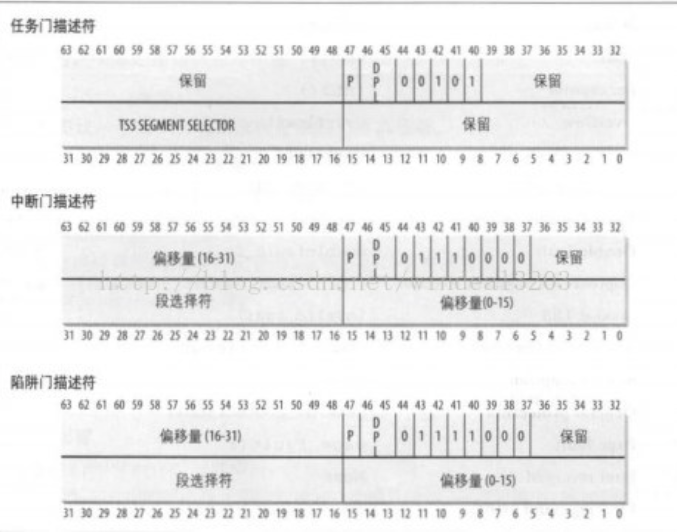 任务门描述符
63 62 61 60 59 58 57 56 55 54 53 52 51 50 49 48 47 46 45 44 43 42 41 40 39 38 37 36 35 34 33 32
保留 P DPL 0 0 1 0 1 保留
TSS SEGMENT SELECTOR 保留
31 30 29 28 27 26 25 24 23 22 21 20 19 18 17 16 15 14 13 12 11 10 9 8 7 6 5 4 3 2 1 0
中断门描述符
63 62 61 60 59 58 57 56 55 54 53 52 51 50 49 48 47 46 45 44 43 42 41 40 39 38 37 36 35 34 33 32
偏移量 (16-31) P DPL 0 1 1 1 0 0 0 0 保留
http://blog.csdn.net/windeal3203
段选择符 偏移量(0-15)
31 30 29 28 27 26 25 24 23 22 21 20 19 18 17 16 15 14 13 12 11 10 9 8 7 6 5 4 3 2 1 0
陷阱门描述符
63 62 61 60 59 58 57 56 55 54 53 52 51 50 49 48 47 46 45 44 43 42 41 40 39 38 37 36 35 34 33 32
偏移量 (16-31) P DPL 0 1 1 1 1 0 0 0 保留
段选择符 偏移量 (0-15)
31 30 29 28 27 26 25 24 23 22 21 20 19 18 17 16 15 14 13 12 11 10 9 8 7 6 5 4 3 2 1 0